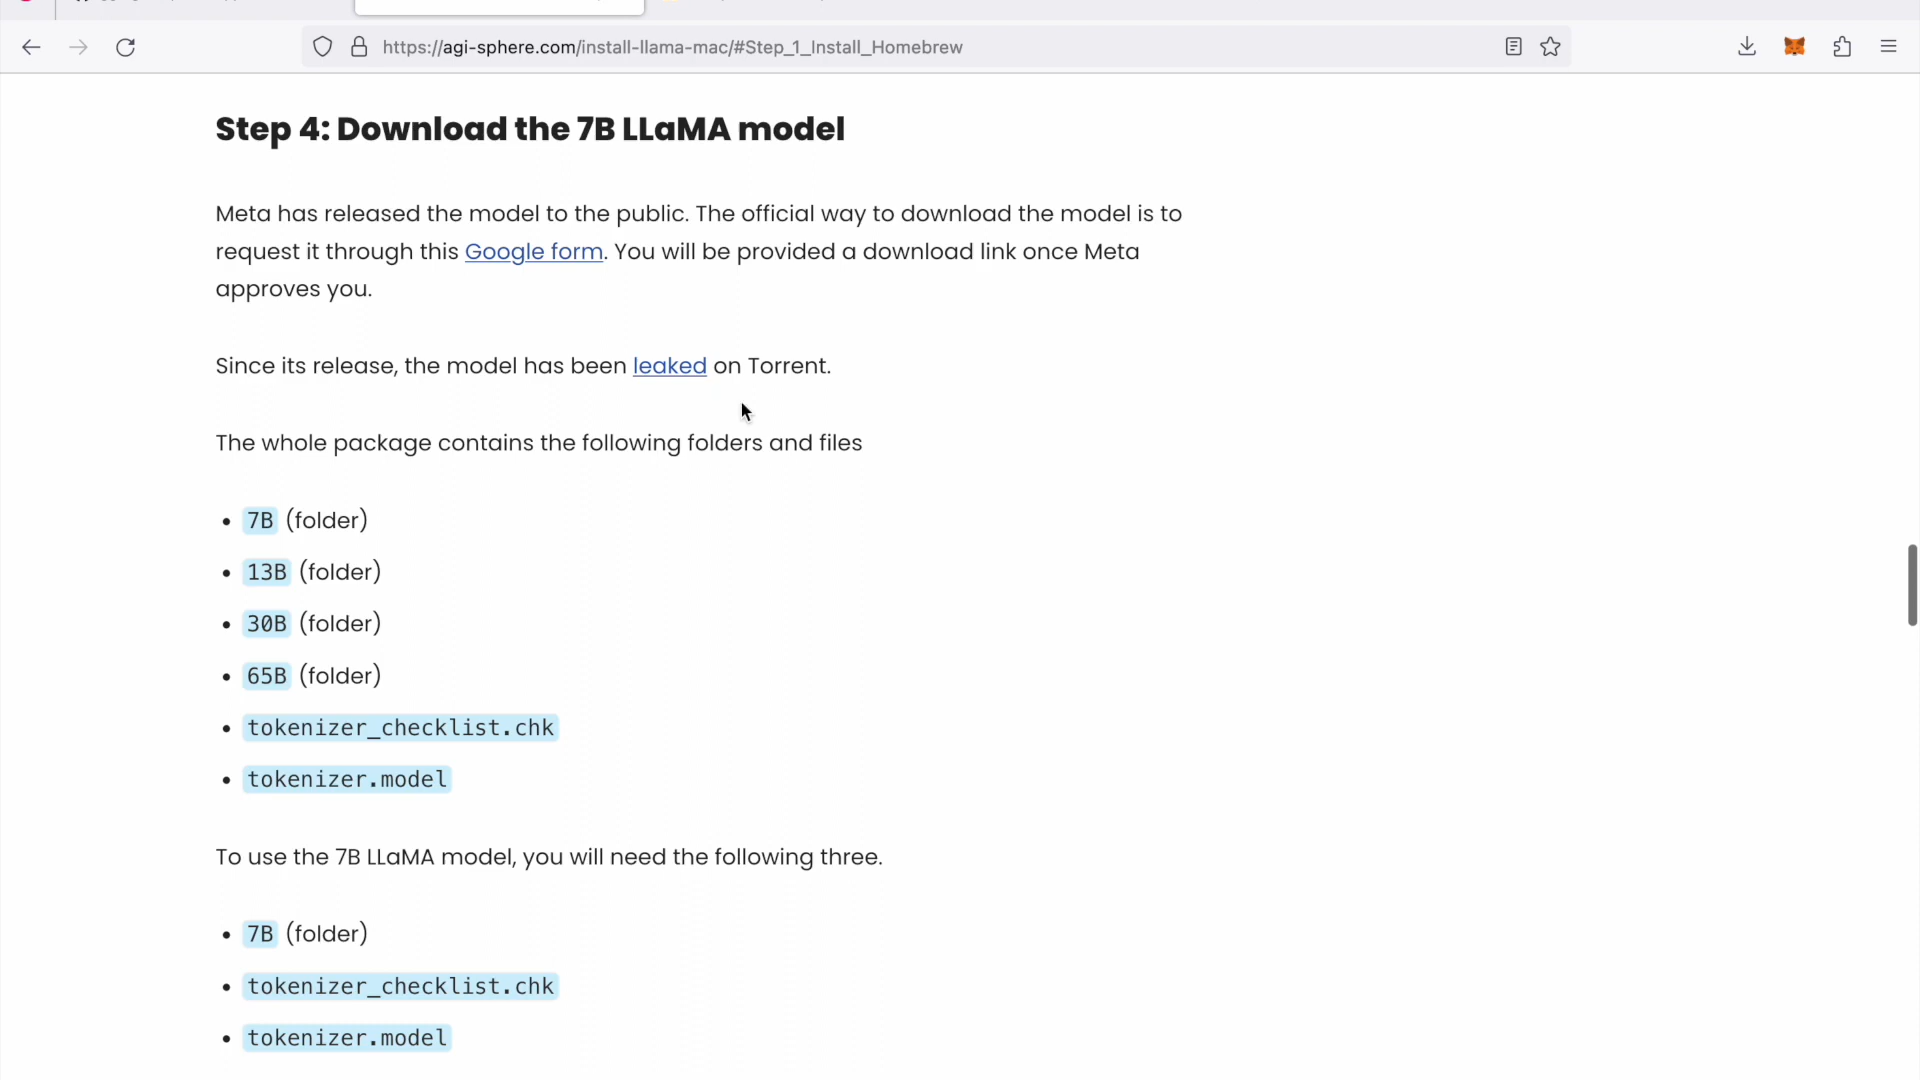 https://agi-sphere.com/install-llama-mac/#Step_1_Install_Homebrew
Step 4: Download the 7B LLaMA model
Meta has released the model to the public. The official way to download the model is to
request it through this Google form. You will be provided a download link once Meta
approves you.
Since its release, the model has been leaked on Torrent.
The whole package contains the following folders and files
• 7B (folder)
• 13B (folder)
• 30B (folder)
• 65B (folder)
• tokenizer_checklist.chk
• tokenizer.model
To use the 7B LLaMA model, you will need the following three.
• 7B (folder)
• tokenizer_checklist.chk
• tokenizer.model